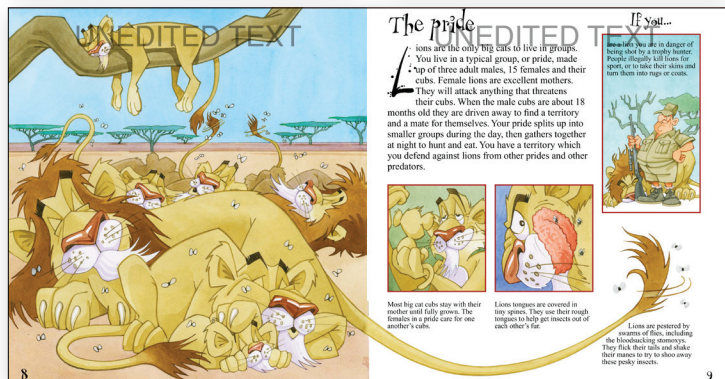 UNEDITED TEXT
The pride
UNEDITED TEXT
If you...
Lions are the only big cats to live in groups.
You live in a typical group, or pride, made
up of three adult males, 15 females and their
cubs. Female lions are excellent mothers.
They will attack anything that threatens
their cubs. When the male cubs are about 18
months old they are driven away to find a territory
and a mate for themselves. Your pride splits up into
smaller groups during the day, then gathers together
at night to hunt and eat. You have a territory which
you defend against lions from other prides and other
predators.
are a lion you are in danger of
being shot by a trophy hunter.
People illegally kill lions for
sport, or to take their skins and
turn them into rugs or coats.
Most big cat cubs stay with their
mother until fully grown. The
females in a pride care for one
another's cubs.
Lions tongues are covered in
tiny spines. They use their rough
tongues to help get insects out of
each other's fur.
Lions are pestered by
swarms of flies, including
the bloodsucking stomoxys.
They flick their tails and shake
their manes to try to shoo away
these pesky insects.
8
9